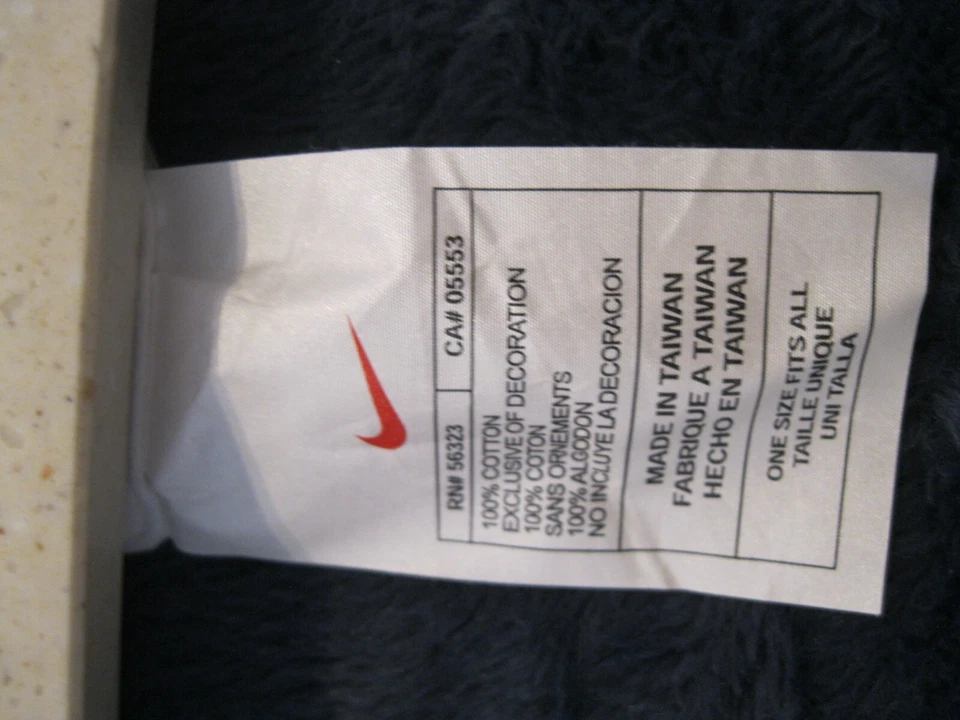 RN# 56323 CA# 05553
100% COTTON
EXCLUSIVE OF DECORATION
100% COTON
SANS ORNEMENTS
100% ALGODON
NO INCLUYE LA DECORACION
MADE IN TAIWAN
FABRIQUE A TAIWAN
HECHO EN TAIWAN
ONE SIZE FITS ALL
TAILLE UNIQUE
UNI TALLA